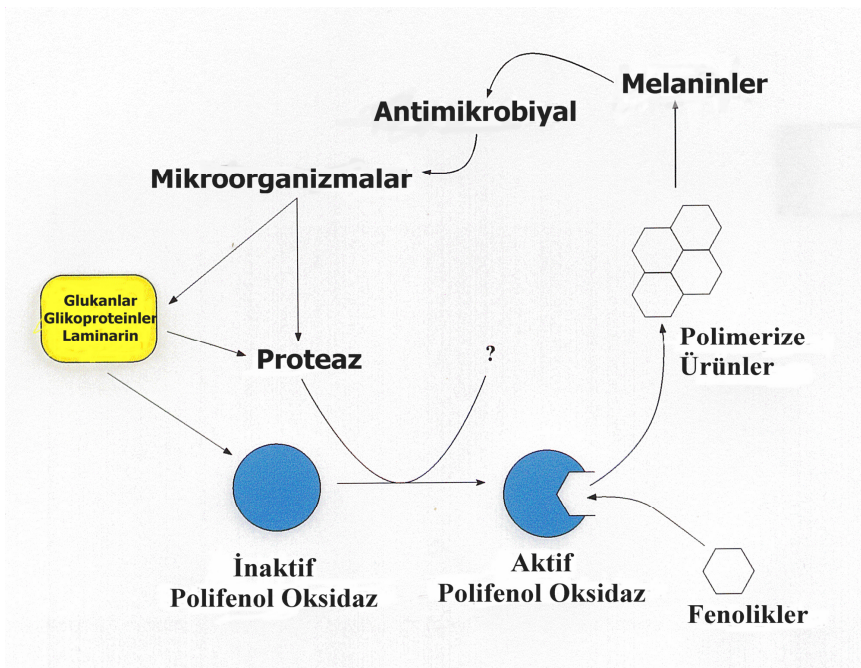 Melaninler
Antimikrobiyal
Mikroorganizmalar
Glukanlar
Glikoproteinler
Laminarin
Proteaz
?
Polimerize
Ürünler
İnaktif
Polifenol Oksidaz
Aktif
Polifenol Oksidaz
Fenolikler